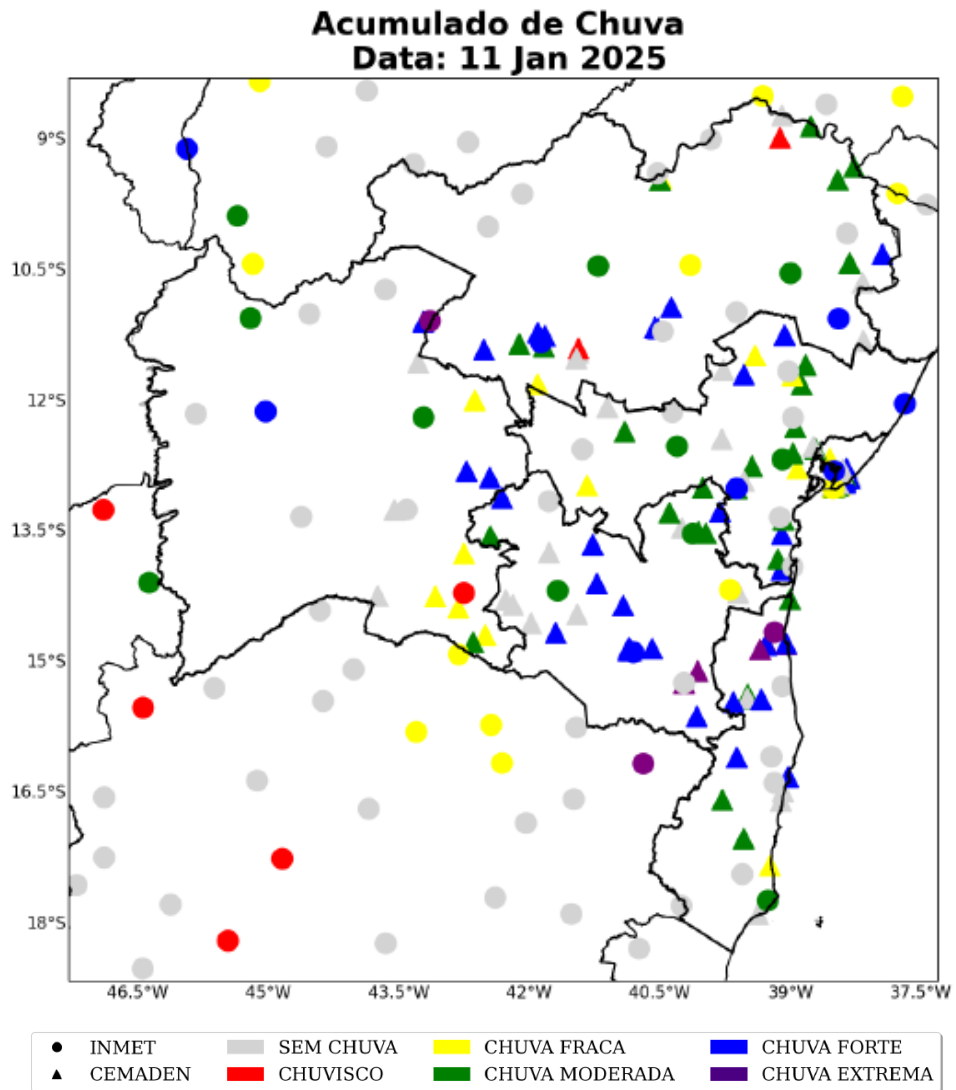 Acumulado de Chuva
Data: 11 Jan 2025
9°S
10.5°S
12°S
13.5°S
15°S
16.5°S
18°S
46.5°W 45°W 43.5°W 42°W 40.5°W 39°W 37.5°W
INMET SEM CHUVA CHUVA FRACA CHUVA FORTE
CEMADEN CHUVISCO CHUVA MODERADA CHUVA EXTREMA